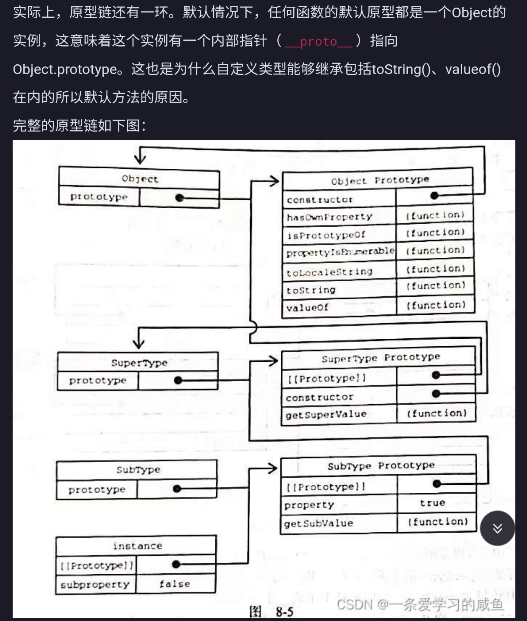 实际上，原型链还有一环。默认情况下，任何函数的默认原型都是一个Object的
实例，这意味着这个实例有一个内部指针（ __proto__ ）指向
Object.prototype。这也是为什么自定义类型能够继承包括toString()、valueof()
在内的所以默认方法的原因。
完整的原型链如下图：
Object
prototype
Object Prototype
constructor
hasOwnProperty (function)
isPrototypeOf (function)
propertyIsEnumerable (function)
toLocaleString (function)
toString (function)
valueOf (function)
SuperType
prototype
SuperType Prototype
[[Prototype]]
constructor
getSuperValue (function)
SubType
prototype
SubType Prototype
[[Prototype]]
property true
getSubValue (function)
instance
[[Prototype]]
subproperty false
图 8-5
CSDN @一条爱学习的咸鱼